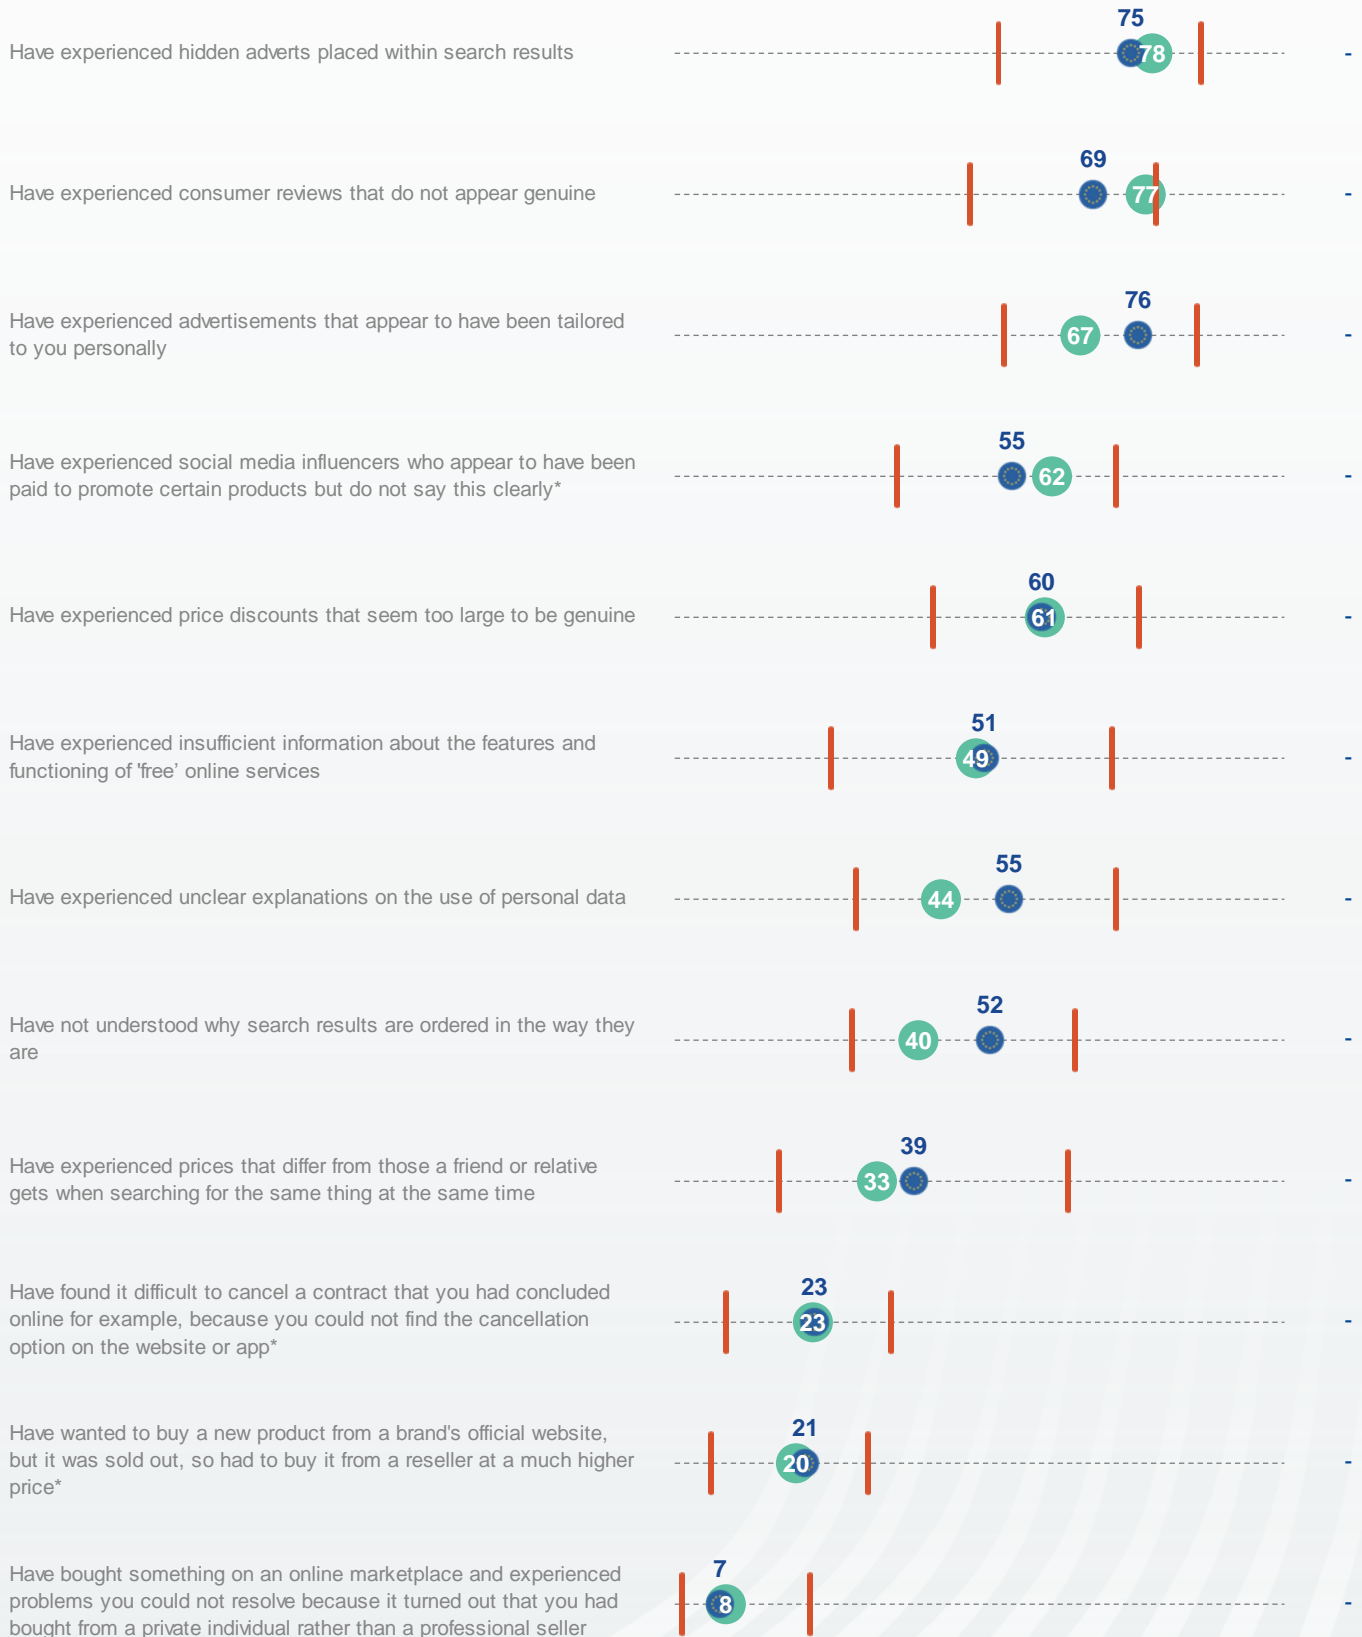 75
Have experienced hidden adverts placed within search results
78
-
69
Have experienced consumer reviews that do not appear genuine
77
-
76
Have experienced advertisements that appear to have been tailored
to you personally
67
-
55
Have experienced social media influencers who appear to have been
paid to promote certain products but do not say this clearly*
62
-
60
Have experienced price discounts that seem too large to be genuine
61
-
51
Have experienced insufficient information about the features and
functioning of 'free’ online services
49
-
55
Have experienced unclear explanations on the use of personal data
44
-
52
Have not understood why search results are ordered in the way they
are
40
-
39
Have experienced prices that differ from those a friend or relative
gets when searching for the same thing at the same time
33
-
23
Have found it difficult to cancel a contract that you had concluded
online for example, because you could not find the cancellation
option on the website or app*
23
-
21
Have wanted to buy a new product from a brand's official website,
but it was sold out, so had to buy it from a reseller at a much higher
price*
20
-
7
Have bought something on an online marketplace and experienced
problems you could not resolve because it turned out that you had
bought from a private individual rather than a professional seller
8
-